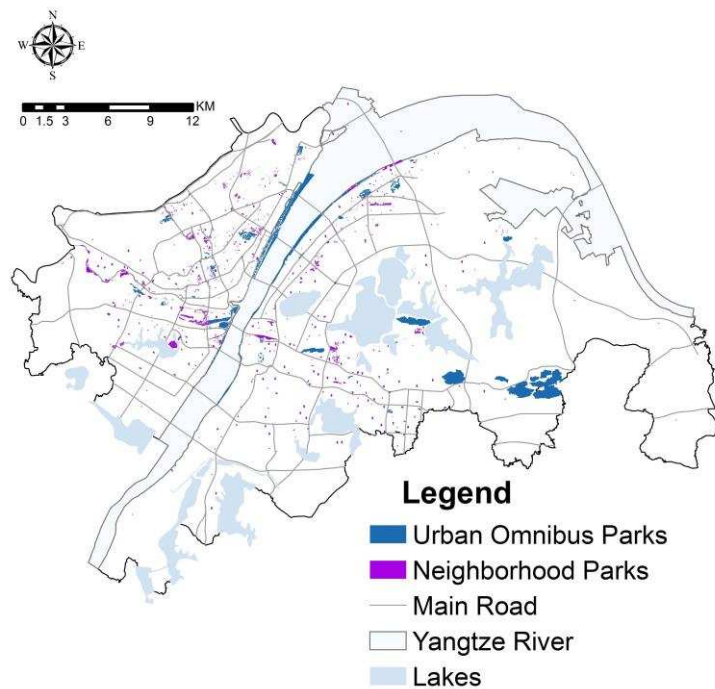 N
W E
S
KM
0 1.5 3 6 9 12
Legend
Urban Omnibus Parks
Neighborhood Parks
Main Road
Yangtze River
Lakes